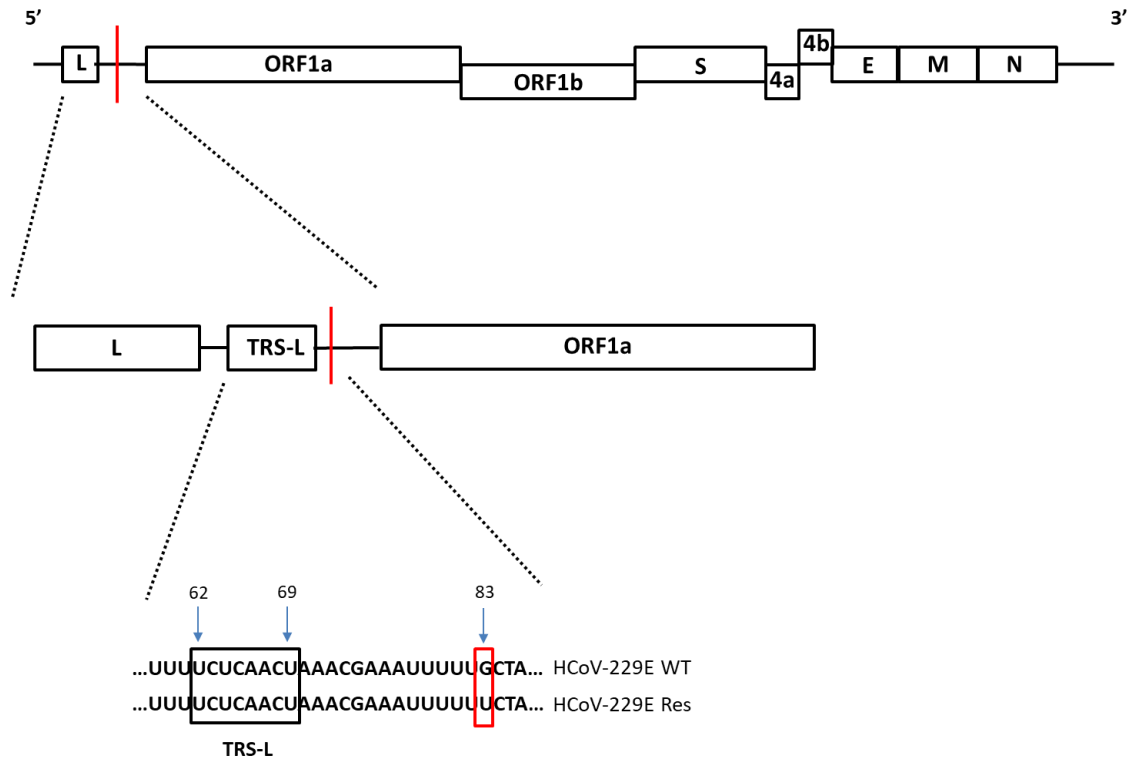 5’ 3’
L ORF1a ORF1b S 4a 4b E M N
L TRS-L ORF1a
62 69 83
...UUUUCUCAACUAAACGAAAUUUUUGCTA... HCoV-229E WT
...UUUUCUCAACUAAACGAAAUUUUUUCTA... HCoV-229E Res
TRS-L